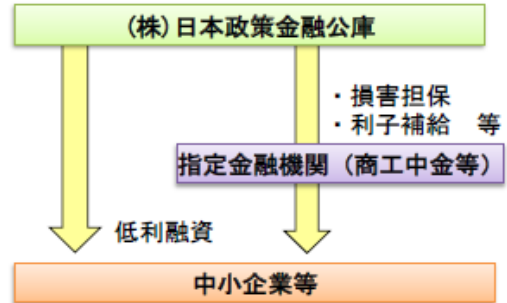 (株)日本政策金融公庫
・損害担保
・利子補給　等
指定金融機関（商工中金等）
低利融資
中小企業等